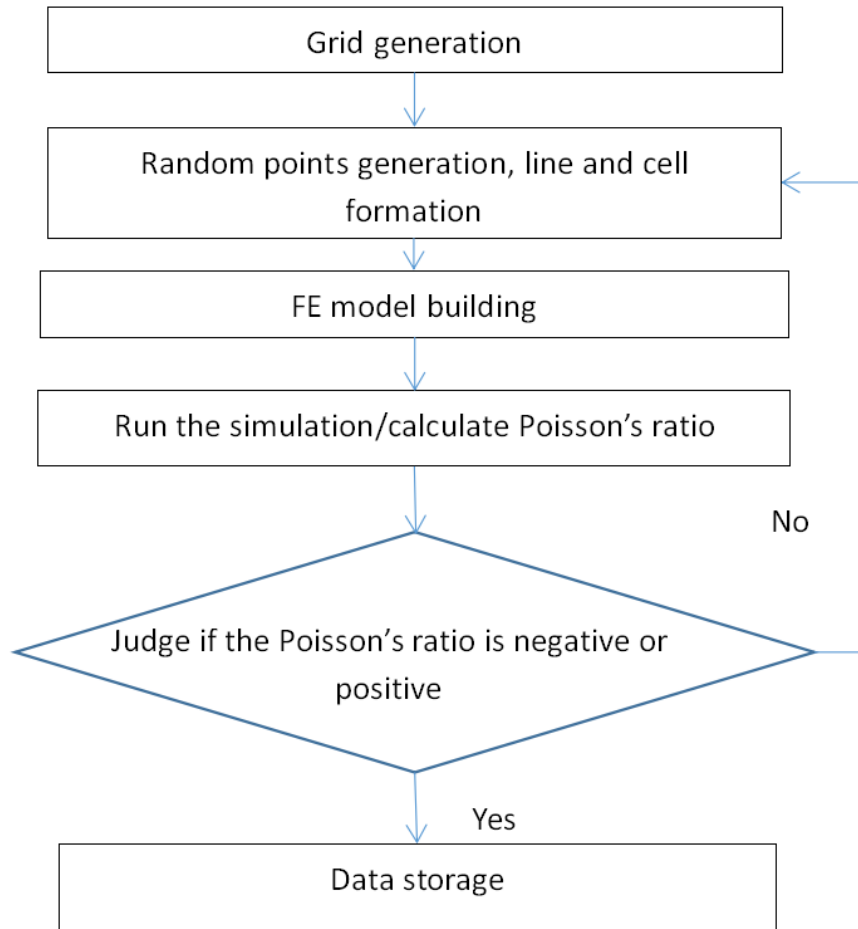 Grid generation
Random points generation, line and cell
formation
FE model building
Run the simulation/calculate Poisson’s ratio
No
Judge if the Poisson’s ratio is negative or
positive
Yes
Data storage